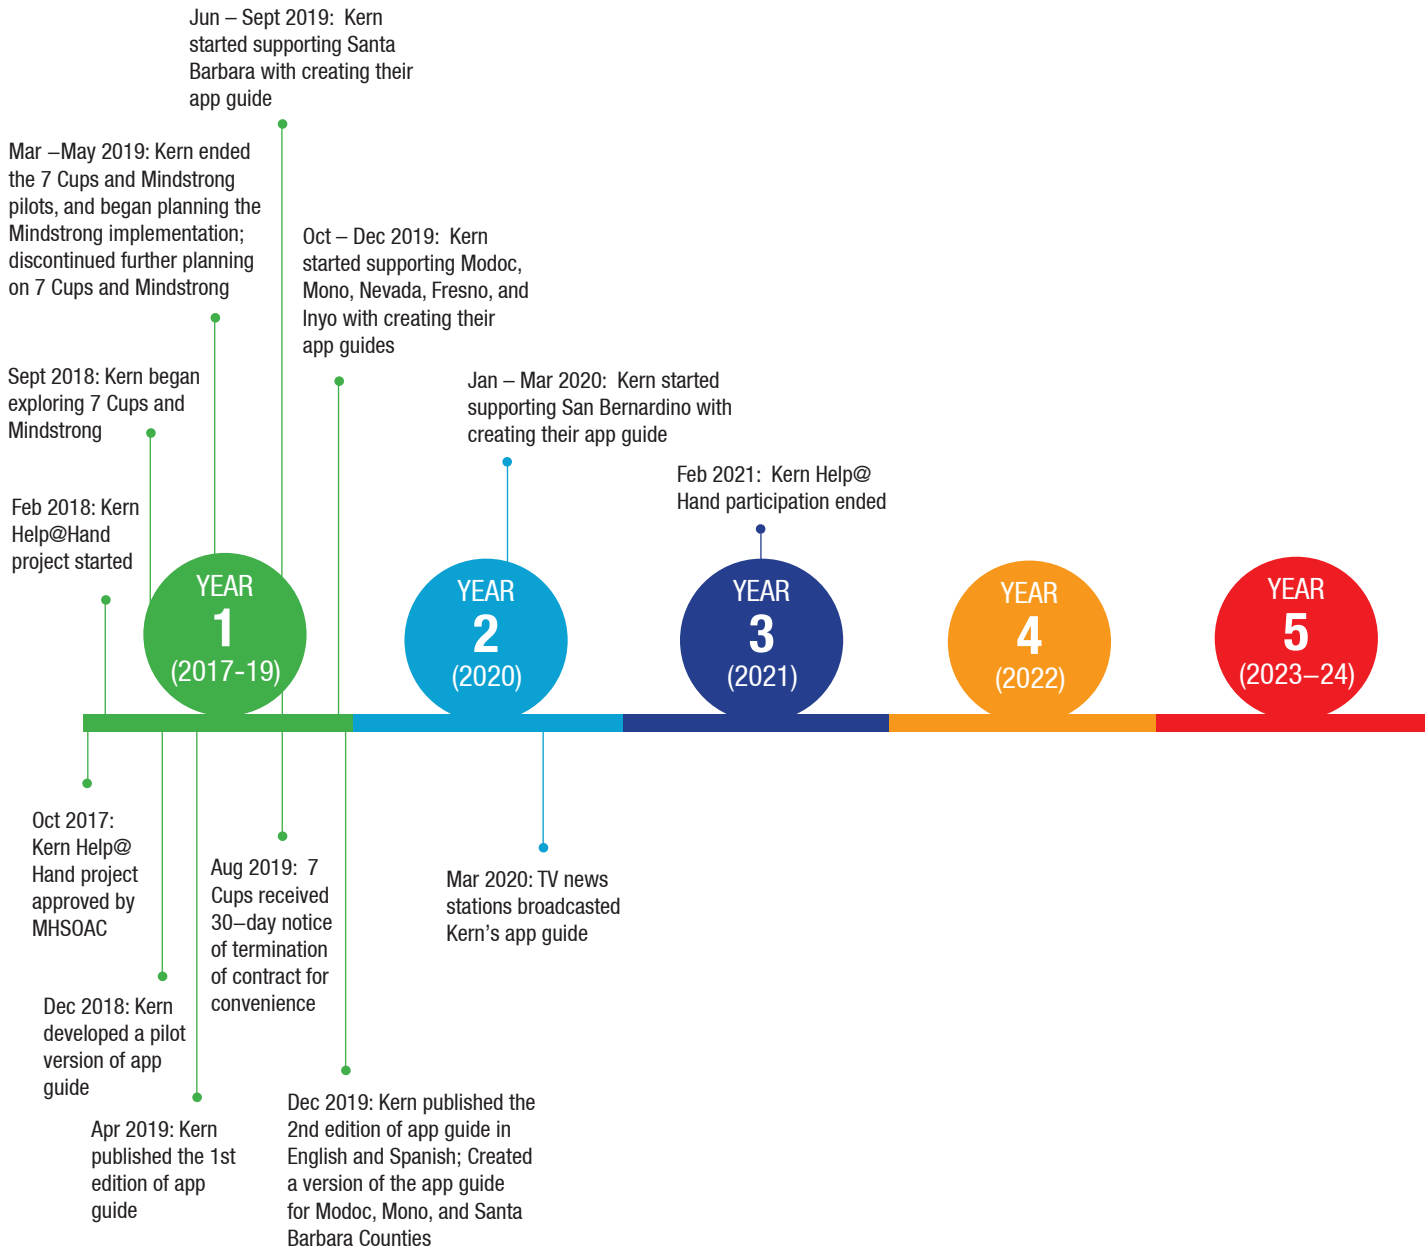 Jun – Sept 2019:  Kern
started supporting Santa
Barbara with creating their
app guide
Mar –May 2019: Kern ended
the 7 Cups and Mindstrong
pilots, and began planning the
Mindstrong implementation;
discontinued further planning
on 7 Cups and Mindstrong
Oct – Dec 2019:  Kern
started supporting Modoc,
Mono, Nevada, Fresno, and
Inyo with creating their
app guides
Sept 2018: Kern began
exploring 7 Cups and
Mindstrong
Jan – Mar 2020:  Kern started
supporting San Bernardino with
creating their app guide
Feb 2021:  Kern Help@
Hand participation ended
Feb 2018: Kern
Help@Hand
project started
YEAR
1
(2017-19)
YEAR
2
(2020)
YEAR
3
(2021)
YEAR
4
(2022)
YEAR
5
(2023–24)
Oct 2017:
Kern Help@
Hand project
approved by
MHSOAC
Aug 2019:  7
Cups received
30–day notice
of termination
of contract for
convenience
Mar 2020: TV news
stations broadcasted
Kern's app guide
Dec 2018: Kern
developed a pilot
version of app
guide
Apr 2019: Kern
published the 1st
edition of app
guide
Dec 2019: Kern published the
2nd edition of app guide in
English and Spanish; Created
a version of the app guide
for Modoc, Mono, and Santa
Barbara Counties